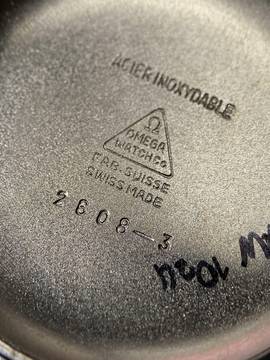 ACIER INOXYDABLE
Ω
OMEGA
WATCH Co
FAB. SUISSE
SWISS MADE
2608-3